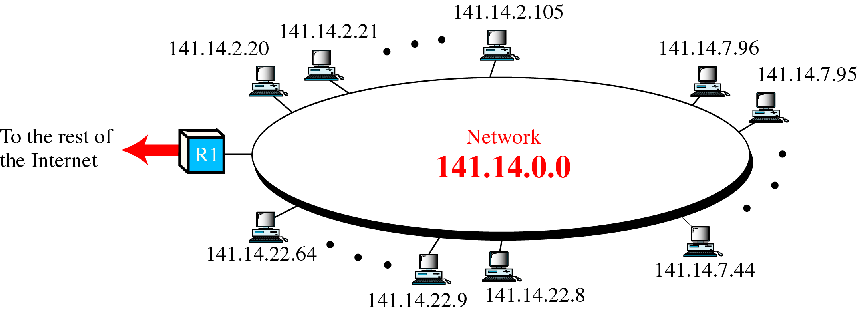 141.14.2.105
141.14.2.21
141.14.2.20
141.14.7.96
141.14.7.95
To the rest of
the Internet
R1
Network
141.14.0.0
141.14.22.64
141.14.22.9
141.14.22.8
141.14.7.44